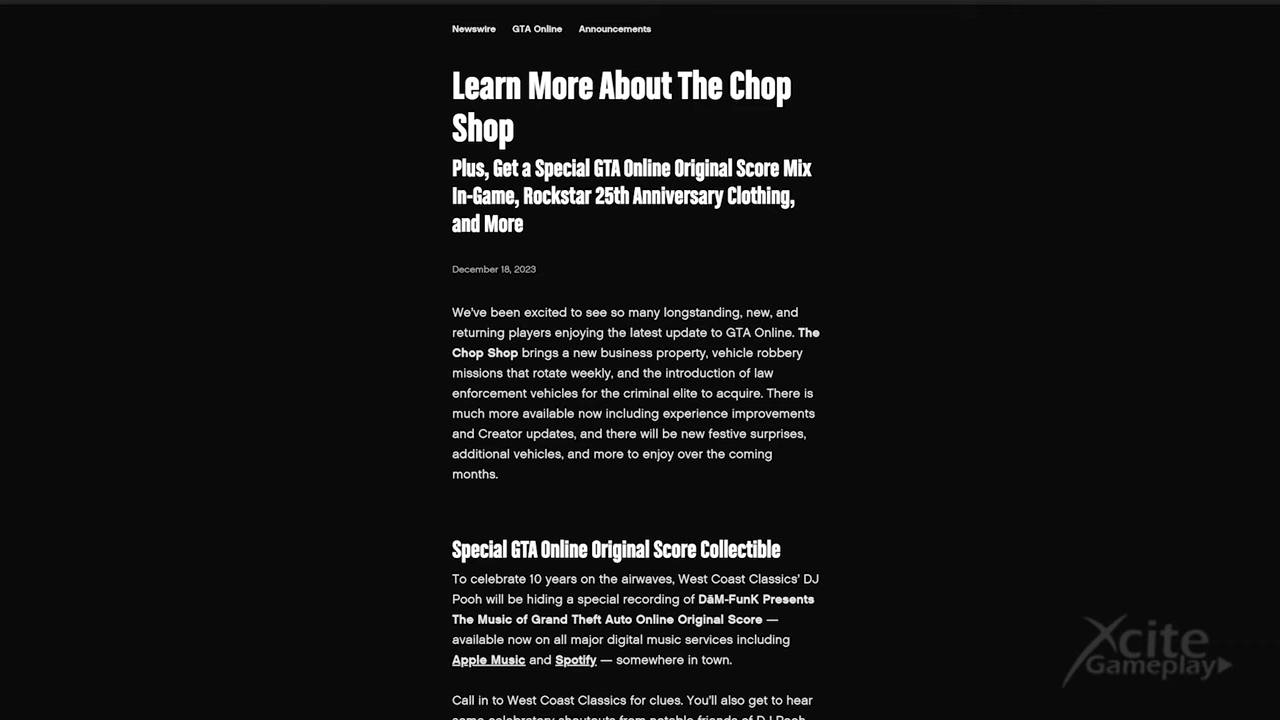 Newswire GTA Online Announcements
Learn More About The Chop
Shop
Plus, Get a Special GTA Online Original Score Mix
In-Game, Rockstar 25th Anniversary Clothing,
and More
December 18, 2023
We've been excited to see so many longstanding, new, and
returning players enjoying the latest update to GTA Online. The
Chop Shop brings a new business property, vehicle robbery
missions that rotate weekly, and the introduction of law
enforcement vehicles for the criminal elite to acquire. There is
much more available now including experience improvements
and Creator updates, and there will be new festive surprises,
additional vehicles, and more to enjoy over the coming
months.
Special GTA Online Original Score Collectible
To celebrate 10 years on the airwaves, West Coast Classics' DJ
Pooh will be hiding a special recording of DāM-FunK Presents
The Music of Grand Theft Auto Online Original Score —
available now on all major digital music services including
Apple Music and Spotify — somewhere in town.
Call in to West Coast Classics for clues. You'll also get to hear
some celebratory shoutouts from notable friends of DJ Pooh
Xcite
Gameplay